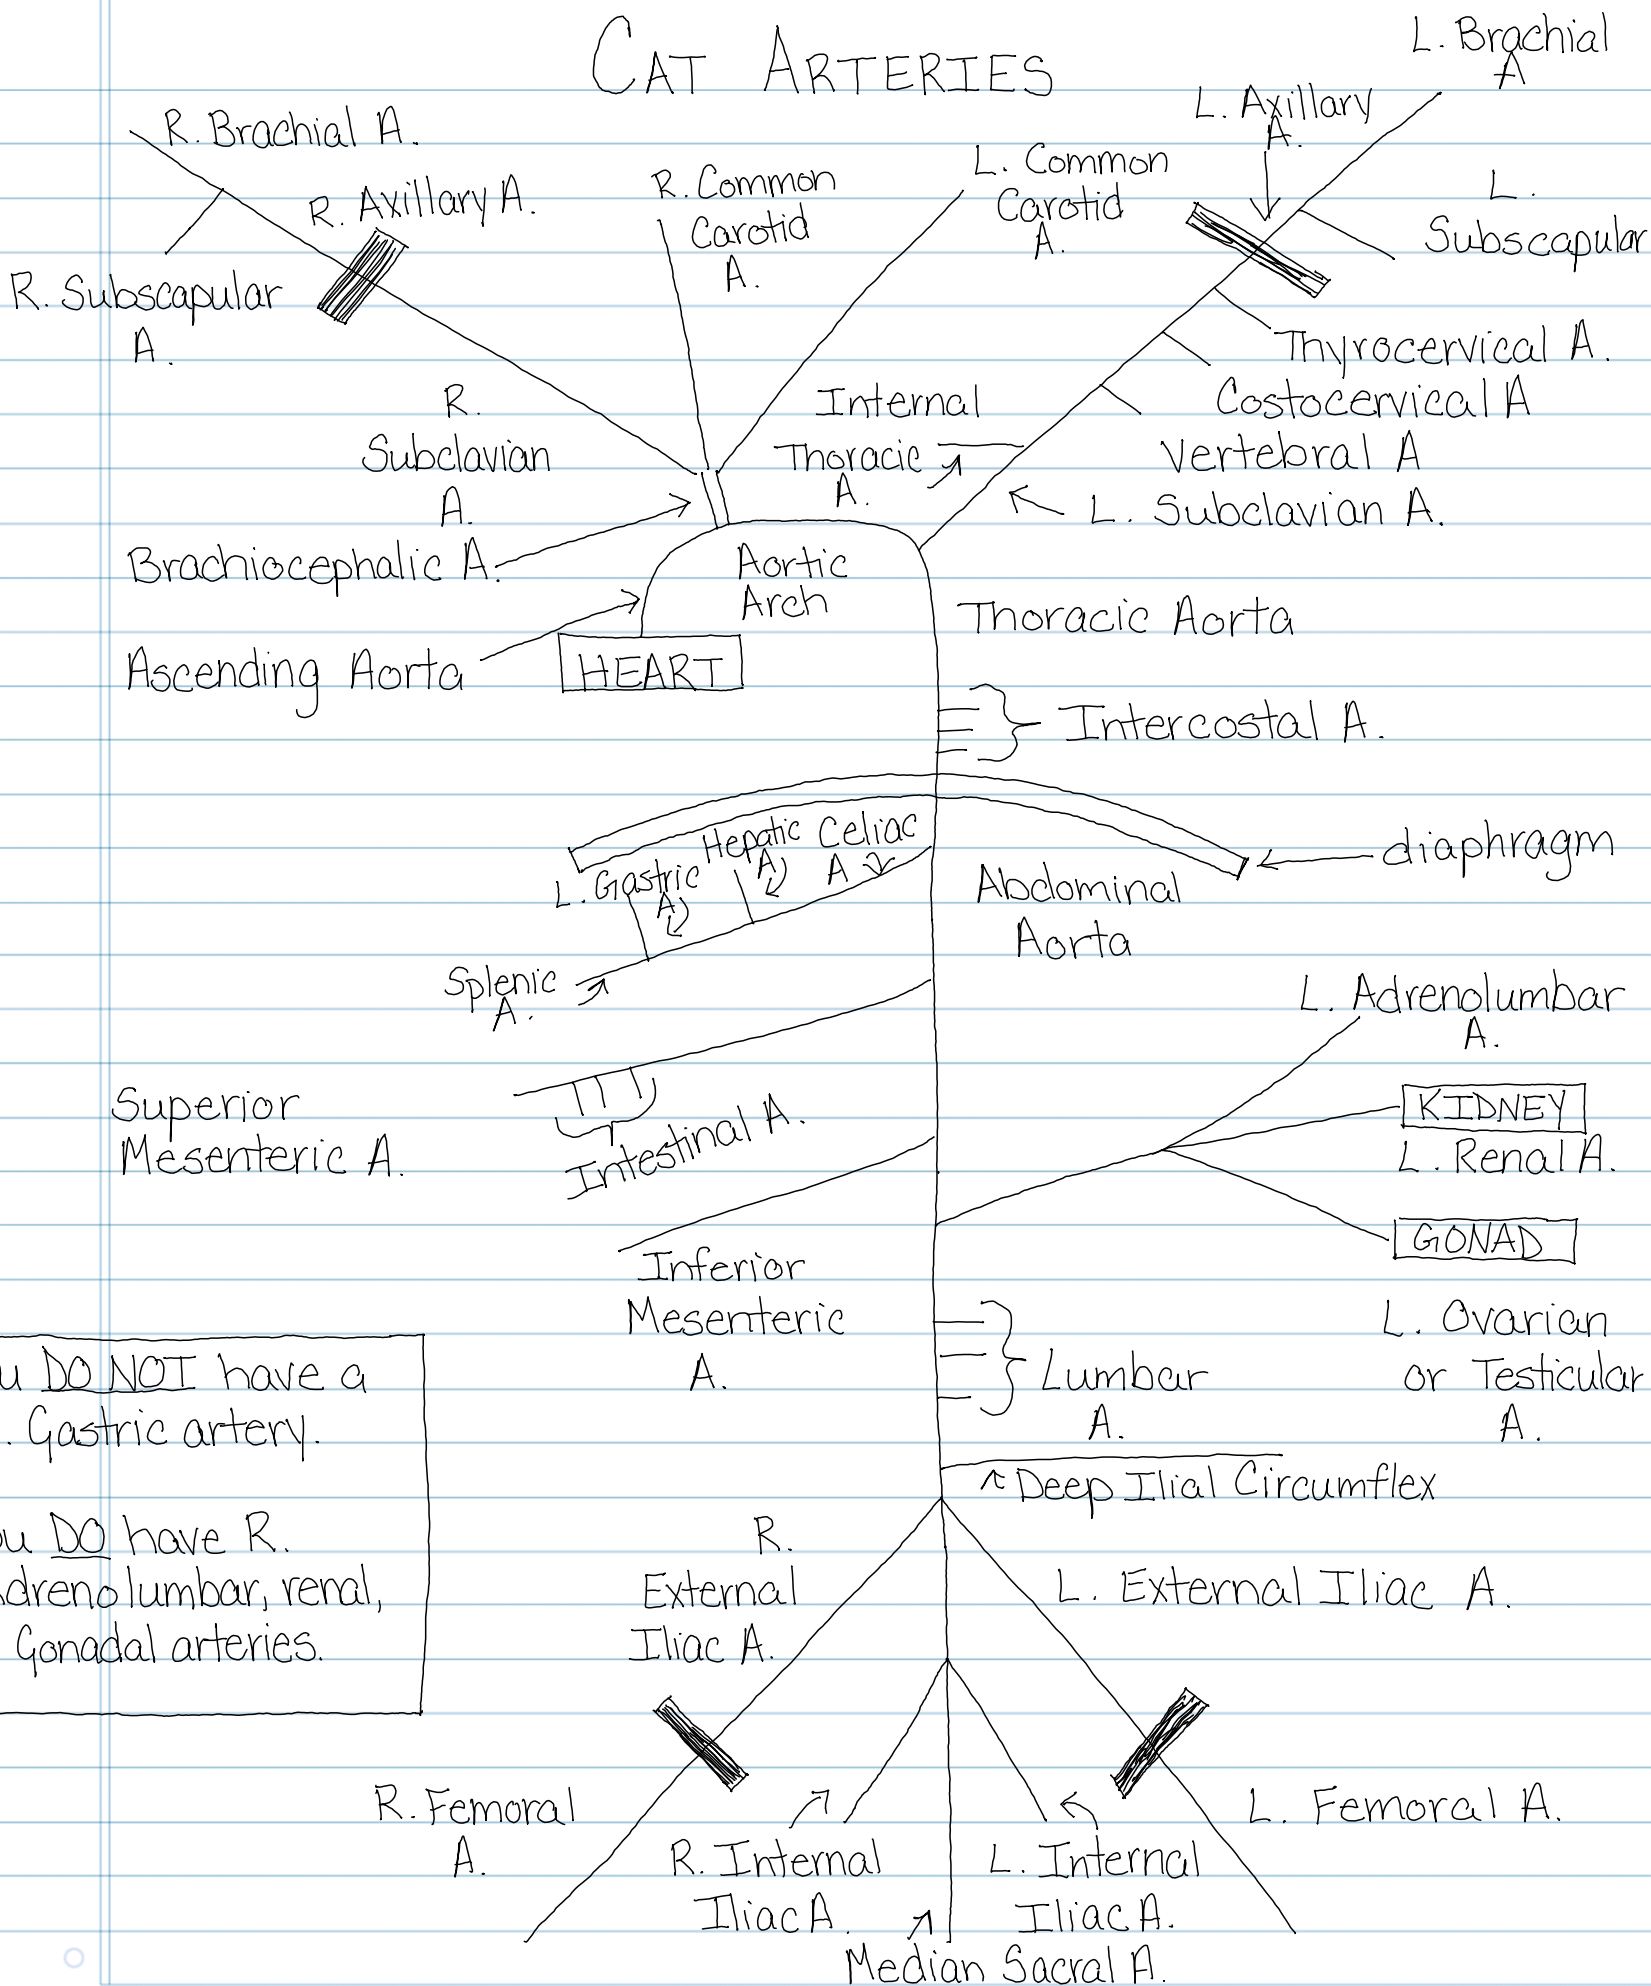 CAT ARTERIES
L. Brachial
A
L. Axillary
A.
R. Brachial A.
R. Axillary A.
R. Common
Carotid
A.
L. Common
Carotid
A.
L.
Subscapular
R. Subscapular
A.
Thyrocervical A.
Costocervical A
Vertebral A
L. Subclavian A.
Internal
Thoracic
A.
R.
Subclavian
A.
Brachiocephalic A.
Aortic
Arch
Ascending Aorta
HEART
Thoracic Aorta
Intercostal A.
diaphragm
Celiac
A
Hepatic
A
L. Gastric
A
Splenic
A.
Abdominal
Aorta
L. Adrenolumbar
A.
KIDNEY
L. Renal A.
GONAD
L. Ovarian
or Testicular
A.
Superior
Mesenteric A.
Intestinal A.
Inferior
Mesenteric
A.
Lumbar
A.
Deep Ilial Circumflex
u DO NOT have a
. Gastric artery.
ou DO have R.
drenolumbar, renal,
Gonadal arteries.
R.
External
Iliac A.
L. External Iliac A.
R. Femoral
A.
R. Internal
Iliac A.
L. Internal
Iliac A.
L. Femoral A.
Median Sacral A.